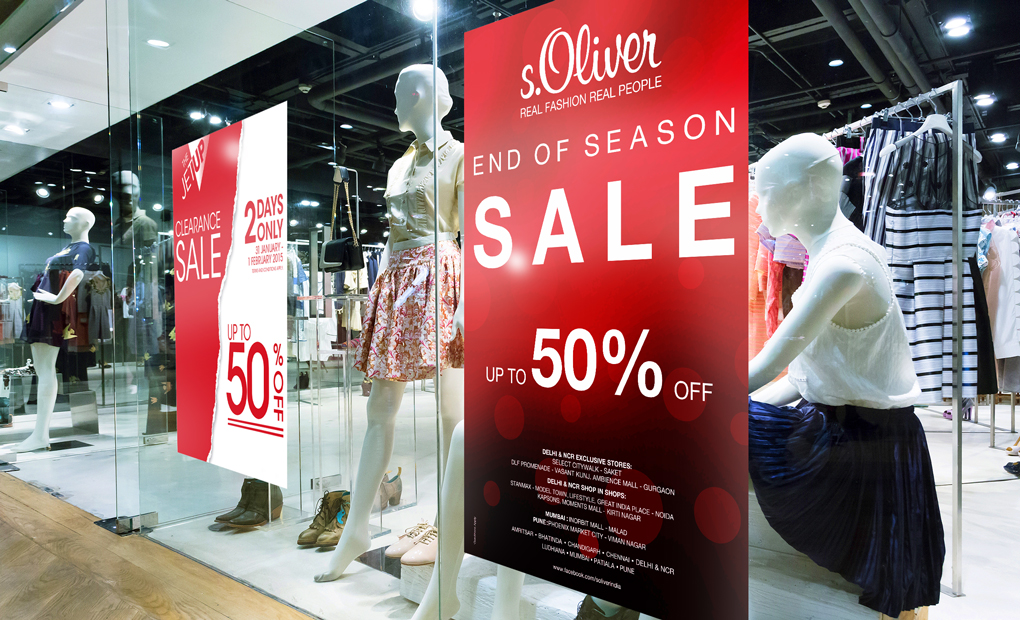 THE
JETUP
CLEARANCE
SALE
2 DAYS
ONLY
31 JANUARY -
1 FEBRUARY 2015
TERMS AND CONDITIONS APPLY
UP TO
50% OFF
s.Oliver
REAL FASHION REAL PEOPLE
END OF SEASON
SALE
UP TO 50% OFF
DELHI & NCR EXCLUSIVE STORES:
SELECT CITYWALK - SAKET
DLF PROMENADE - VASANT KUNJ, AMBIENCE MALL - GURGAON
DELHI & NCR SHOP IN SHOPS:
STANMAX - MODEL TOWN, LIFESTYLE, GREAT INDIA PLACE - NOIDA
KAPSONS, MOMENTS MALL - KIRTI NAGAR
MUMBAI: INORBIT MALL - MALAD
PUNE: PHOENIX MARKET CITY - VIMAN NAGAR
AMRITSAR • BHATINDA • CHANDIGARH • CHENNAI • DELHI & NCR
LUDHIANA • MUMBAI • PATIALA • PUNE
www.facebook.com/soliverindia